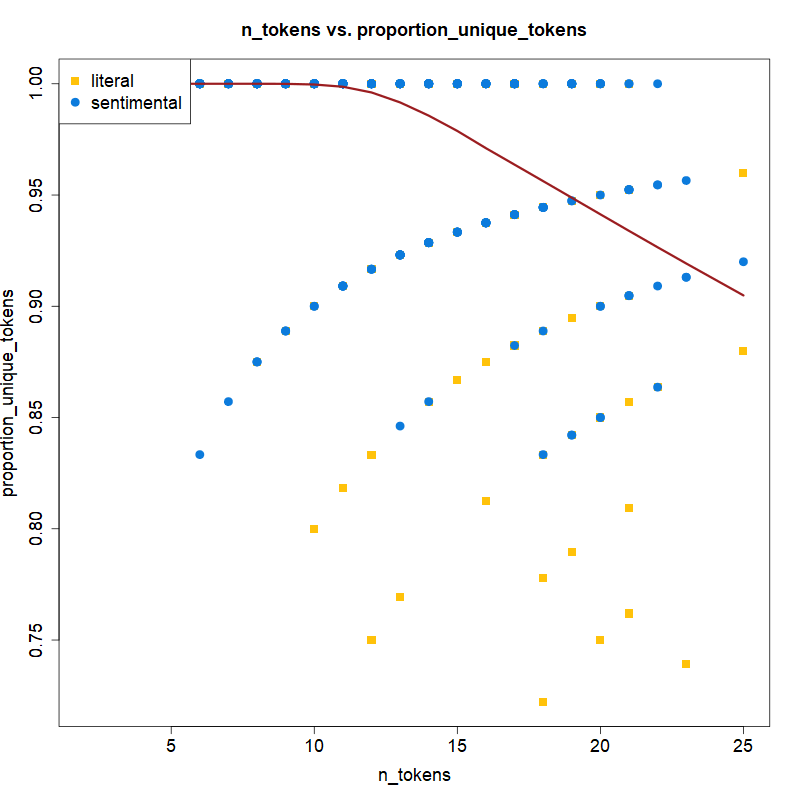 n_tokens vs. proportion_unique_tokens
literal
sentimental
proportion_unique_tokens
1.00
0.95
0.90
0.85
0.80
0.75
5 10 15 20 25
n_tokens